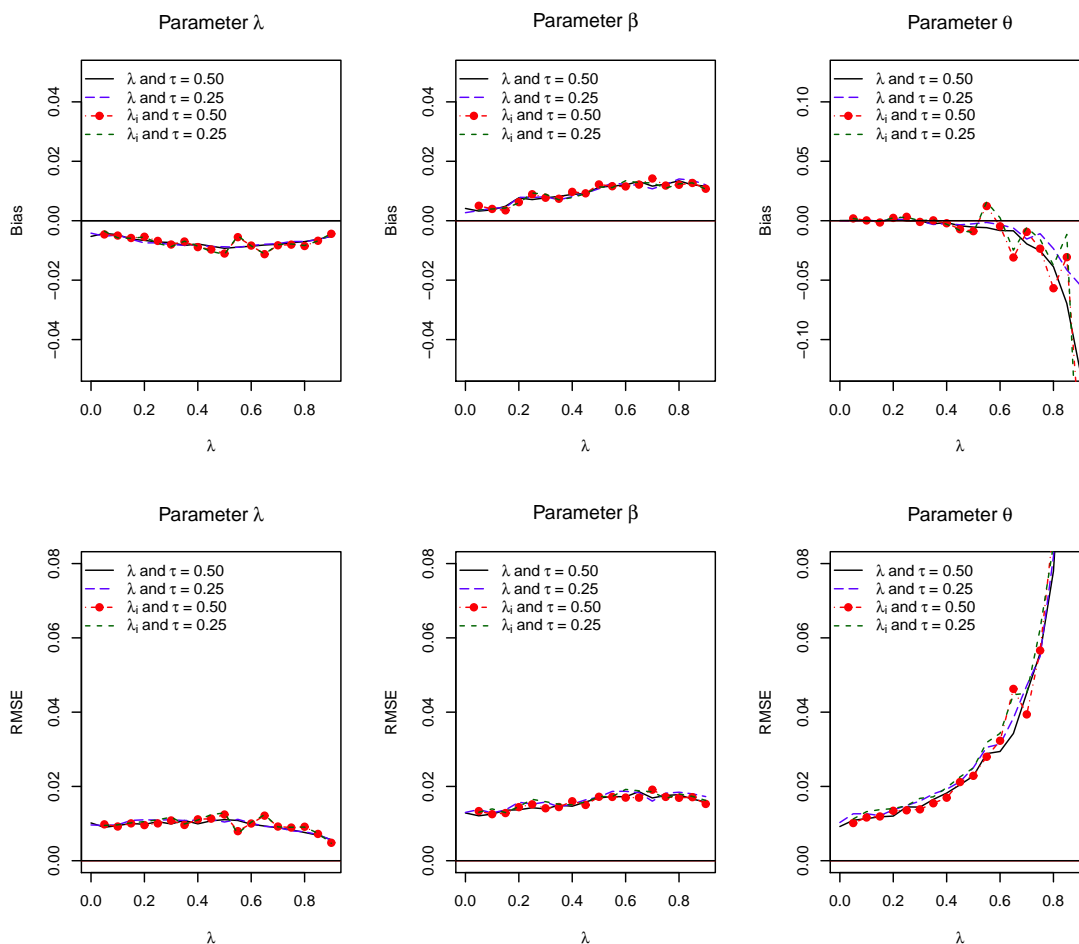 Parameter λ
λ and τ = 0.50
λ and τ = 0.25
λi and τ = 0.50
λi and τ = 0.25
Bias
0.04
0.02
0.00
−0.02
−0.04
0.0 0.2 0.4 0.6 0.8
λ
Parameter β
λ and τ = 0.50
λ and τ = 0.25
λi and τ = 0.50
λi and τ = 0.25
Bias
0.04
0.02
0.00
−0.02
−0.04
0.0 0.2 0.4 0.6 0.8
λ
Parameter θ
λ and τ = 0.50
λ and τ = 0.25
λi and τ = 0.50
λi and τ = 0.25
Bias
0.10
0.05
0.00
−0.05
−0.10
0.0 0.2 0.4 0.6 0.8
λ
Parameter λ
λ and τ = 0.50
λ and τ = 0.25
λi and τ = 0.50
λi and τ = 0.25
RMSE
0.08
0.06
0.04
0.02
0.00
0.0 0.2 0.4 0.6 0.8
λ
Parameter β
λ and τ = 0.50
λ and τ = 0.25
λi and τ = 0.50
λi and τ = 0.25
RMSE
0.08
0.06
0.04
0.02
0.00
0.0 0.2 0.4 0.6 0.8
λ
Parameter θ
λ and τ = 0.50
λ and τ = 0.25
λi and τ = 0.50
λi and τ = 0.25
RMSE
0.08
0.06
0.04
0.02
0.00
0.0 0.2 0.4 0.6 0.8
λ